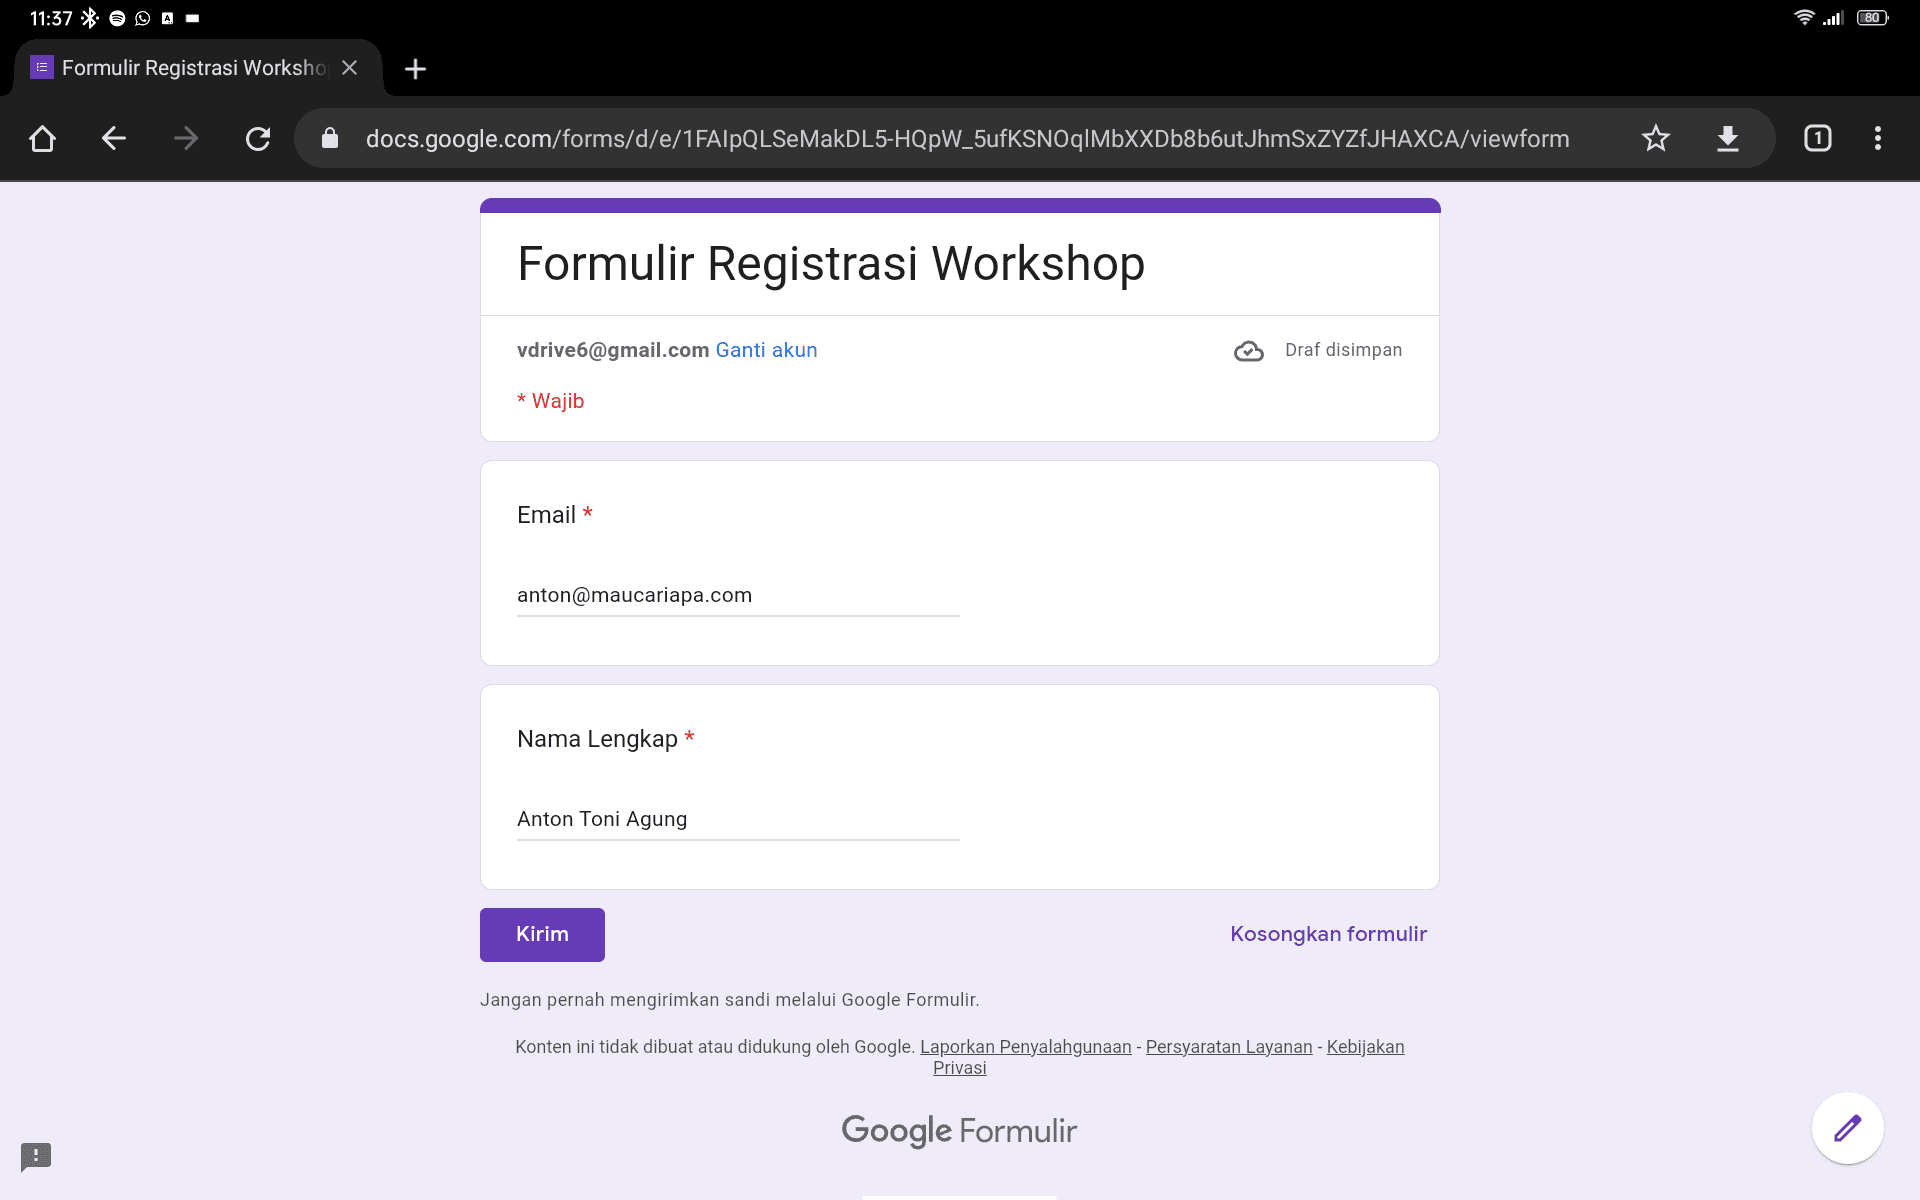 11:37
80
Formulir Registrasi Worksho
docs.google.com/forms/d/e/1FAIpQLSeMakDL5-HQpW_5ufKSNOqlMbXXDb8b6utJhmSxZYZfJHAXCA/viewform
1
Formulir Registrasi Workshop
vdrive6@gmail.com Ganti akun
Draf disimpan
* Wajib
Email *
anton@maucariapa.com
Nama Lengkap *
Anton Toni Agung
Kirim
Kosongkan formulir
Jangan pernah mengirimkan sandi melalui Google Formulir.
Konten ini tidak dibuat atau didukung oleh Google. Laporkan Penyalahgunaan - Persyaratan Layanan - Kebijakan
Privasi
Google Formulir